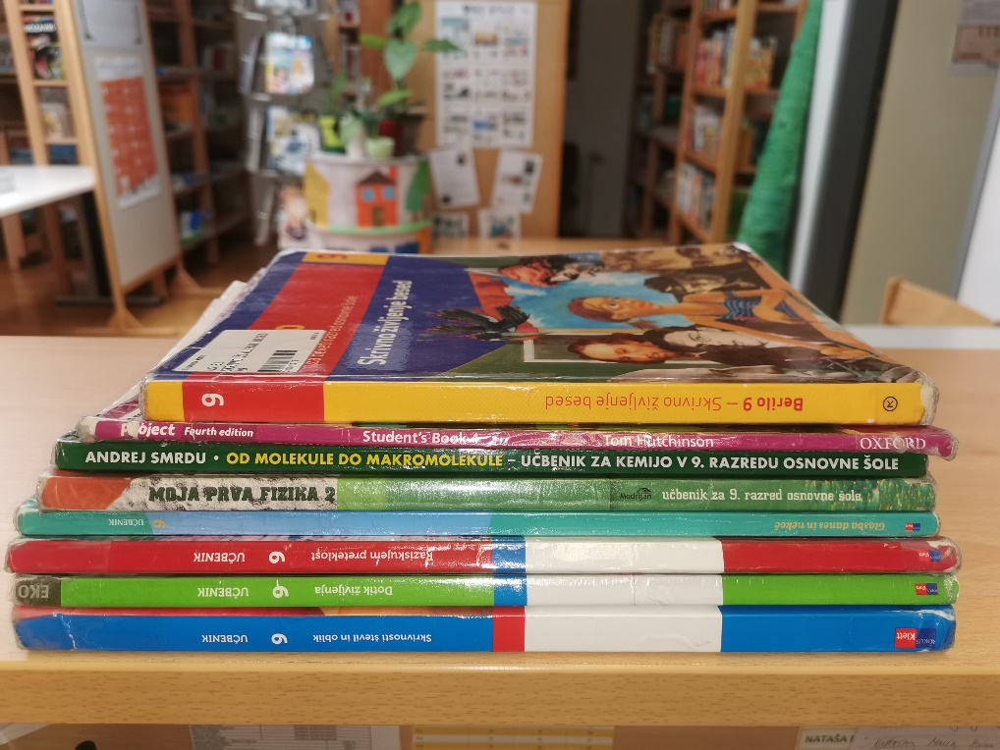 Skrivno življenje besed
9
Berilo 9 – Skrivno življenje besed
Project Fourth edition Student's Book 4 Tom Hutchinson OXFORD
ANDREJ SMRDU • OD MOLEKULE DO MAKROMOLEKULE – UČBENIK ZA KEMIJO V 9. RAZREDU OSNOVNE ŠOLE
MOJA PRVA FIZIKA 2 Modrijan učbenik za 9. razred osnovne šole
Glasba danes in nekoč 9 UČBENIK
Raziskujem preteklost 9 UČBENIK
Dotik življenja 9 UČBENIK EKO
Klett Skrivnosti števil in oblik 9 UČBENIK
NATAŠA